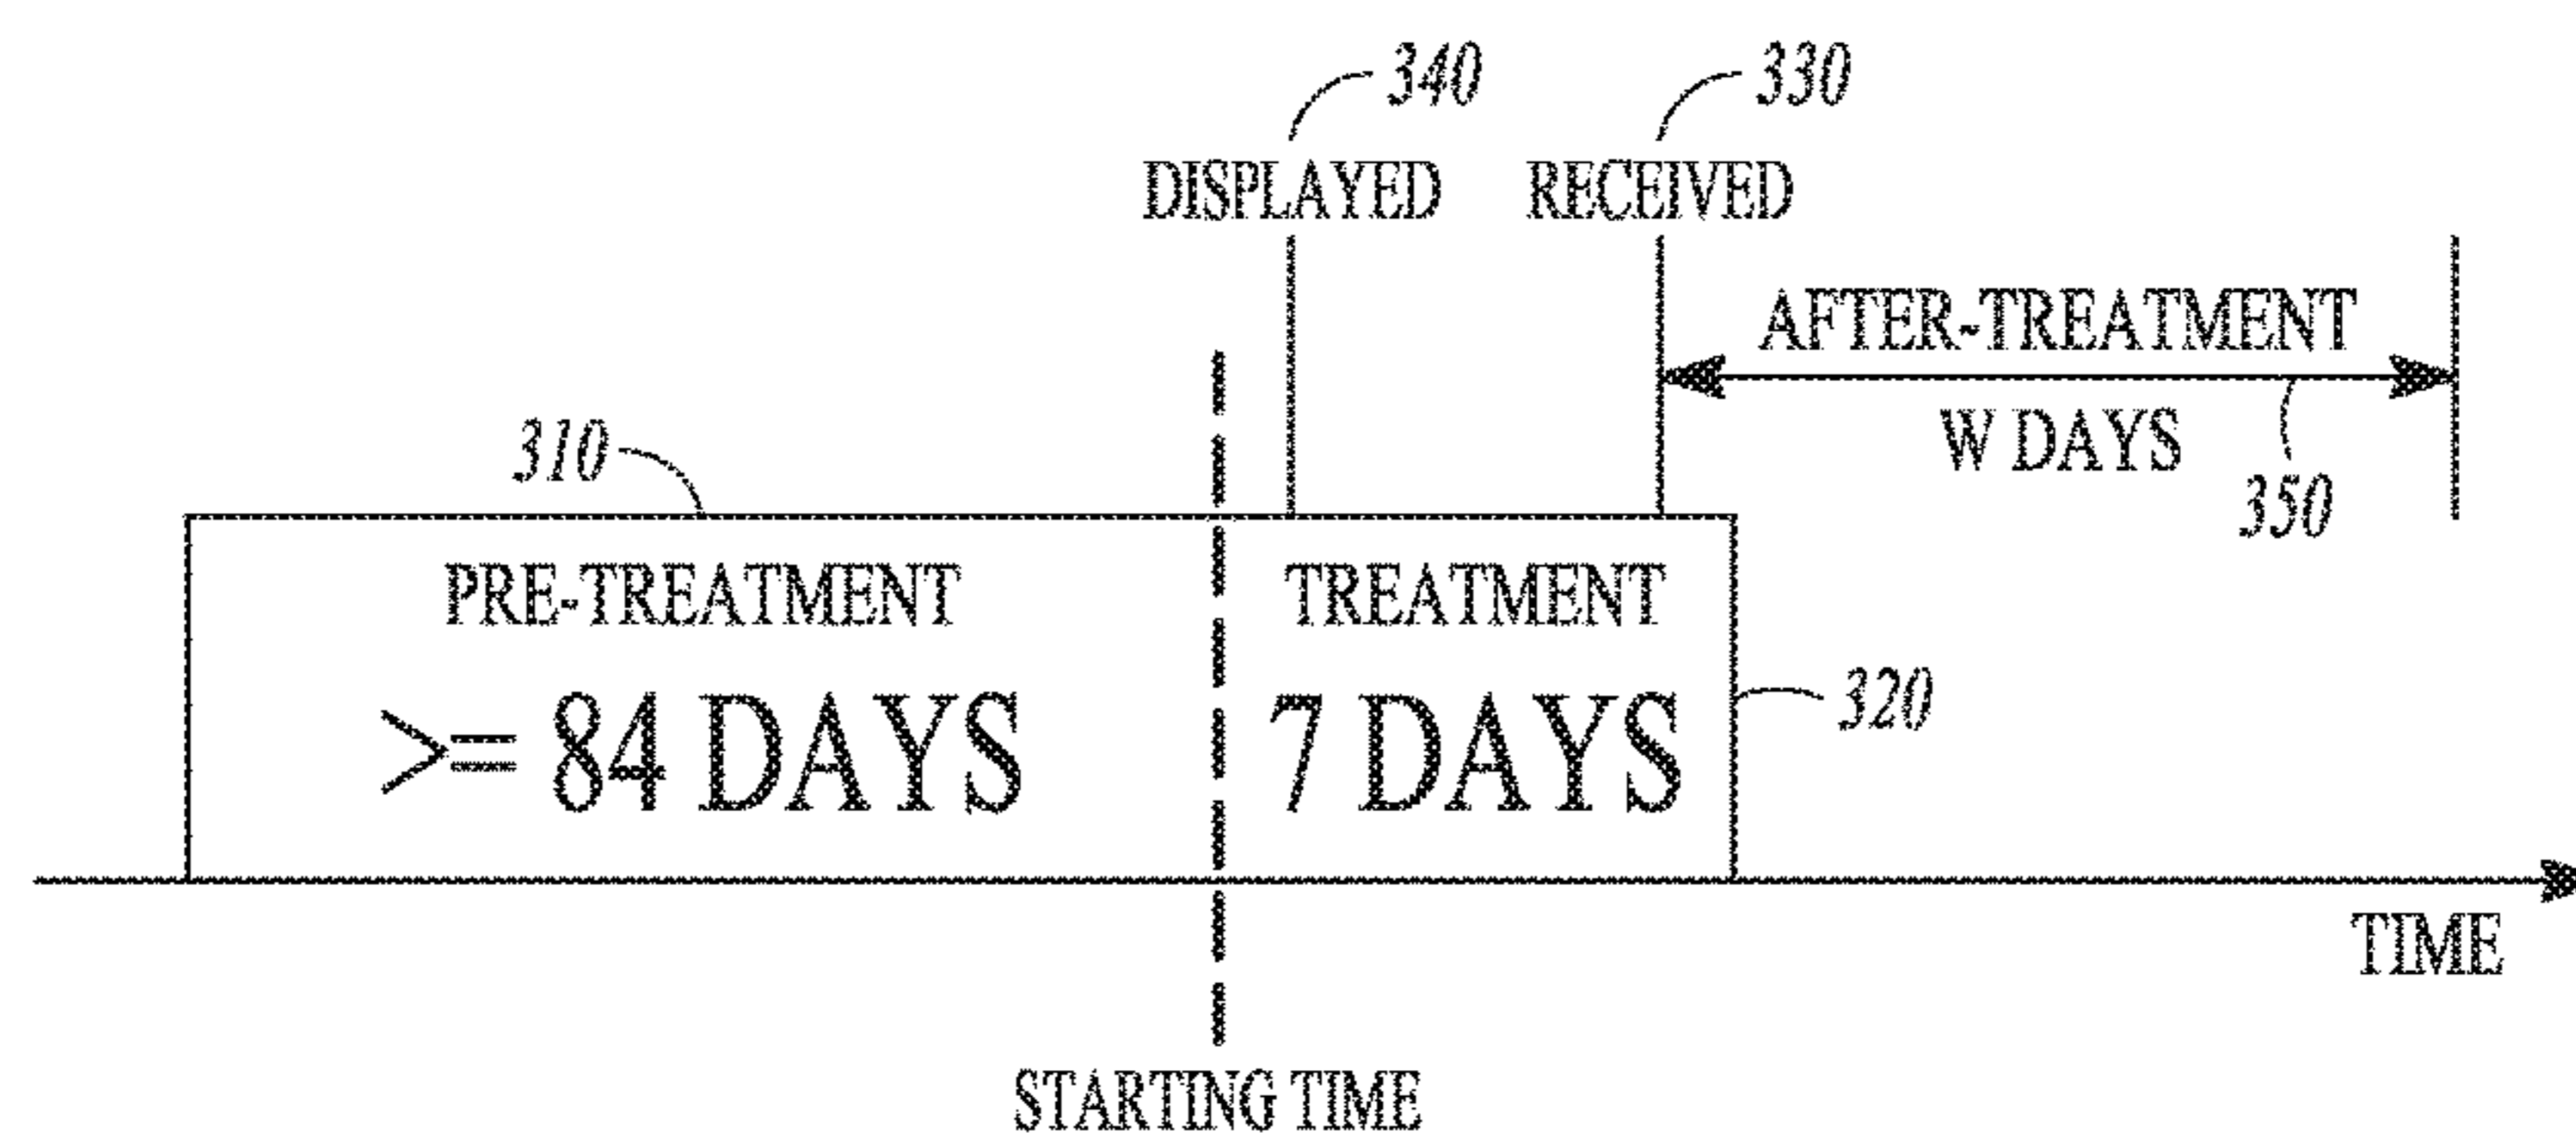 340
330
DISPLAYED
RECEIVED
AFTER-TREATMENT
W DAYS
350
310
PRE-TREATMENT
>= 84 DAYS
TREATMENT
7 DAYS
320
TIME
STARTING TIME